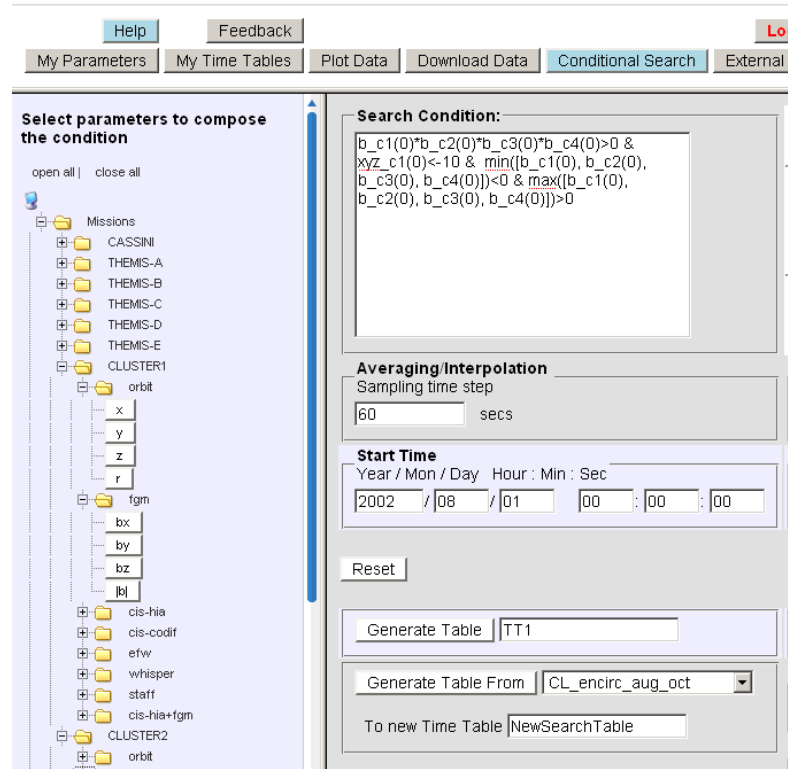 Help
Feedback
Lo
My Parameters
My Time Tables
Plot Data
Download Data
Conditional Search
External
Select parameters to compose
the condition
open all | close all
Missions
CASSINI
THEMIS-A
THEMIS-B
THEMIS-C
THEMIS-D
THEMIS-E
CLUSTER1
orbit
x
y
z
r
fgm
bx
by
bz
|b|
cis-hia
cis-codif
efw
whisper
staff
cis-hia+fgm
CLUSTER2
orbit
Search Condition:
b_c1(0)*b_c2(0)*b_c3(0)*b_c4(0)>0 &
xyz_c1(0)<-10 & min([b_c1(0), b_c2(0),
b_c3(0), b_c4(0)])<0 & max([b_c1(0),
b_c2(0), b_c3(0), b_c4(0)])>0
Averaging/Interpolation
Sampling time step
60 secs
Start Time
Year / Mon / Day Hour : Min : Sec
2002 / 08 / 01 00 : 00 : 00
Reset
Generate Table TT1
Generate Table From CL_encirc_aug_oct
To new Time Table NewSearchTable